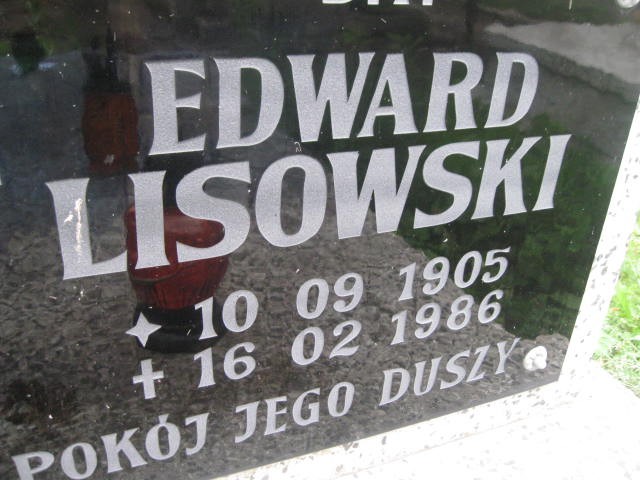 EDWARD
LISOWSKI
10 09 1905
16 02 1986
POKÓJ JEGO DUSZY